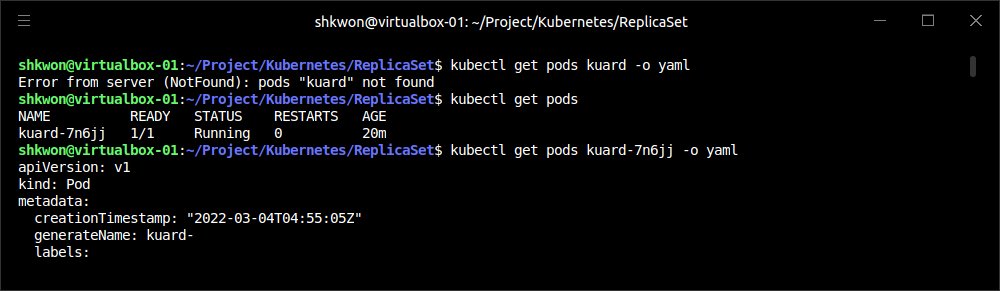 shkwon@virtualbox-01: ~/Project/Kubernetes/ReplicaSet
shkwon@virtualbox-01:~/Project/Kubernetes/ReplicaSet$ kubectl get pods kuard -o yaml
Error from server (NotFound): pods "kuard" not found
shkwon@virtualbox-01:~/Project/Kubernetes/ReplicaSet$ kubectl get pods
NAME          READY   STATUS    RESTARTS   AGE
kuard-7n6jj   1/1     Running   0          20m
shkwon@virtualbox-01:~/Project/Kubernetes/ReplicaSet$ kubectl get pods kuard-7n6jj -o yaml
apiVersion: v1
kind: Pod
metadata:
  creationTimestamp: "2022-03-04T04:55:05Z"
  generateName: kuard-
  labels: